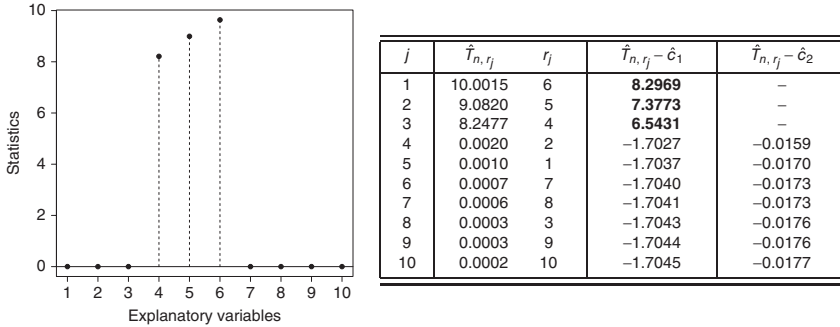 10
8
6
4
2
0
Statistics
1 2 3 4 5 6 7 8 9 10
Explanatory variables
j T̂n, rj rj T̂n, rj – ĉ1 T̂n, rj – ĉ2
1 10.0015 6 8.2969 –
2 9.0820 5 7.3773 –
3 8.2477 4 6.5431 –
4 0.0020 2 –1.7027 –0.0159
5 0.0010 1 –1.7037 –0.0170
6 0.0007 7 –1.7040 –0.0173
7 0.0006 8 –1.7041 –0.0173
8 0.0003 3 –1.7043 –0.0176
9 0.0003 9 –1.7044 –0.0176
10 0.0002 10 –1.7045 –0.0177